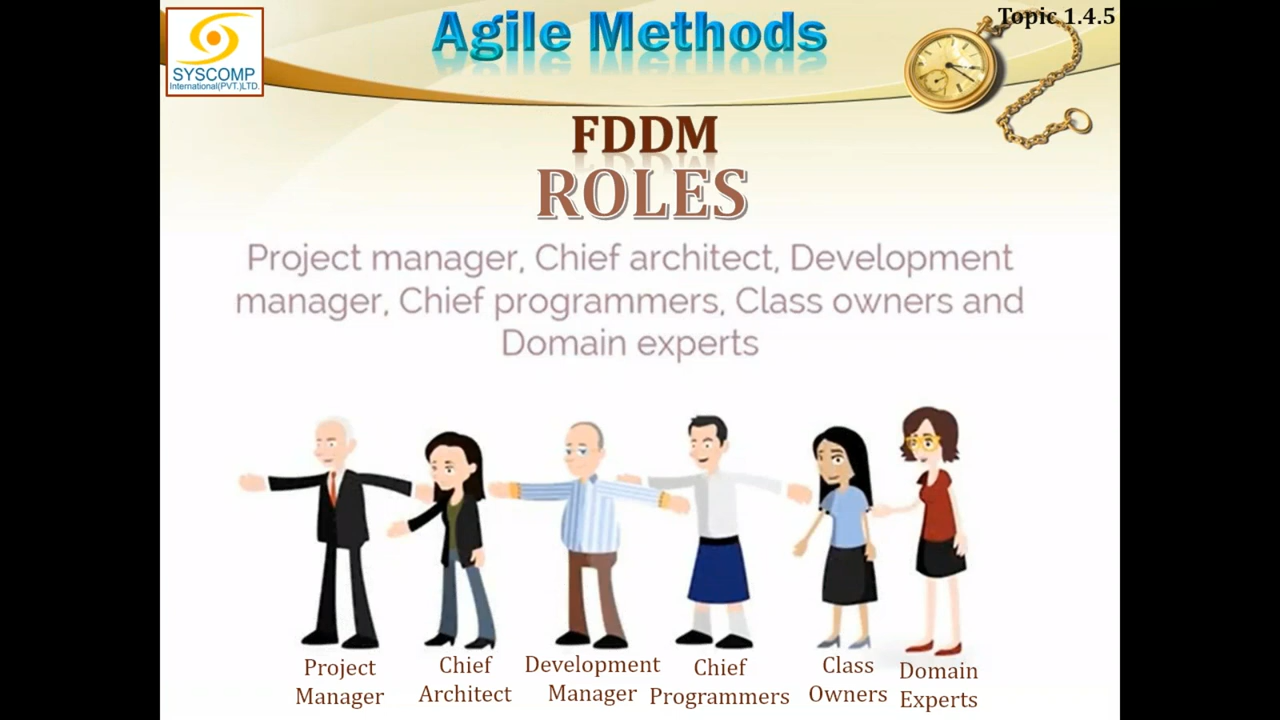 Topic 1.4.5
Agile Methods
SYSCOMP
International(PVT.)LTD.
FDDM
ROLES
Project manager, Chief architect, Development
manager, Chief programmers, Class owners and
Domain experts
Project
Manager
Chief
Architect
Development
Manager
Chief
Programmers
Class
Owners
Domain
Experts